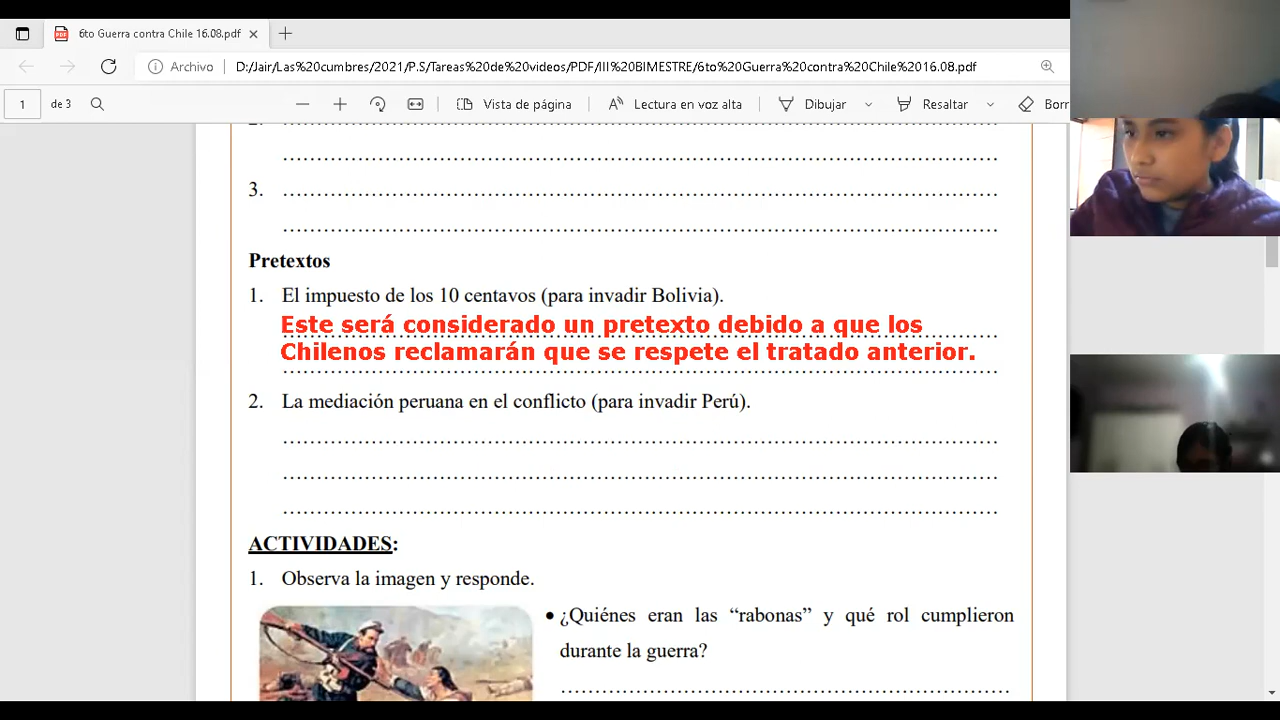 6to Guerra contra Chile 16.08.pdf
Archivo D:/Jair/Las%20cumbres/2021/P.S/Tareas%20de%20videos/PDF/III%20BIMESTRE/6to%20Guerra%20contra%20Chile%2016.08.pdf
1 de 3 Vista de página Lectura en voz alta Dibujar Resaltar Borr
3. ................................................................
................................................................
Pretextos
1. El impuesto de los 10 centavos (para invadir Bolivia).
Este será considerado un pretexto debido a que los
Chilenos reclamarán que se respete el tratado anterior.
2. La mediación peruana en el conflicto (para invadir Perú).
................................................................
................................................................
................................................................
ACTIVIDADES:
1. Observa la imagen y responde.
• ¿Quiénes eran las “rabonas” y qué rol cumplieron
durante la guerra?
................................................................